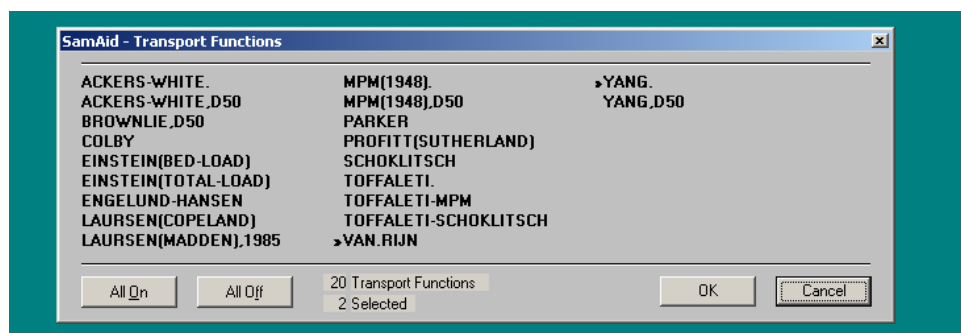 SamAid - Transport Functions
ACKERS-WHITE.
ACKERS-WHITE,D50
BROWNLIE,D50
COLBY
EINSTEIN(BED-LOAD)
EINSTEIN(TOTAL-LOAD)
ENGELUND-HANSEN
LAURSEN(COPELAND)
LAURSEN(MADDEN),1985
MPM(1948).
MPM(1948),D50
PARKER
PROFITT(SUTHERLAND)
SCHOKLITSCH
TOFFALETI.
TOFFALETI-MPM
TOFFALETI-SCHOKLITSCH
»VAN.RIJN
»YANG.
YANG,D50
All On
All Off
20 Transport Functions
2 Selected
OK
Cancel